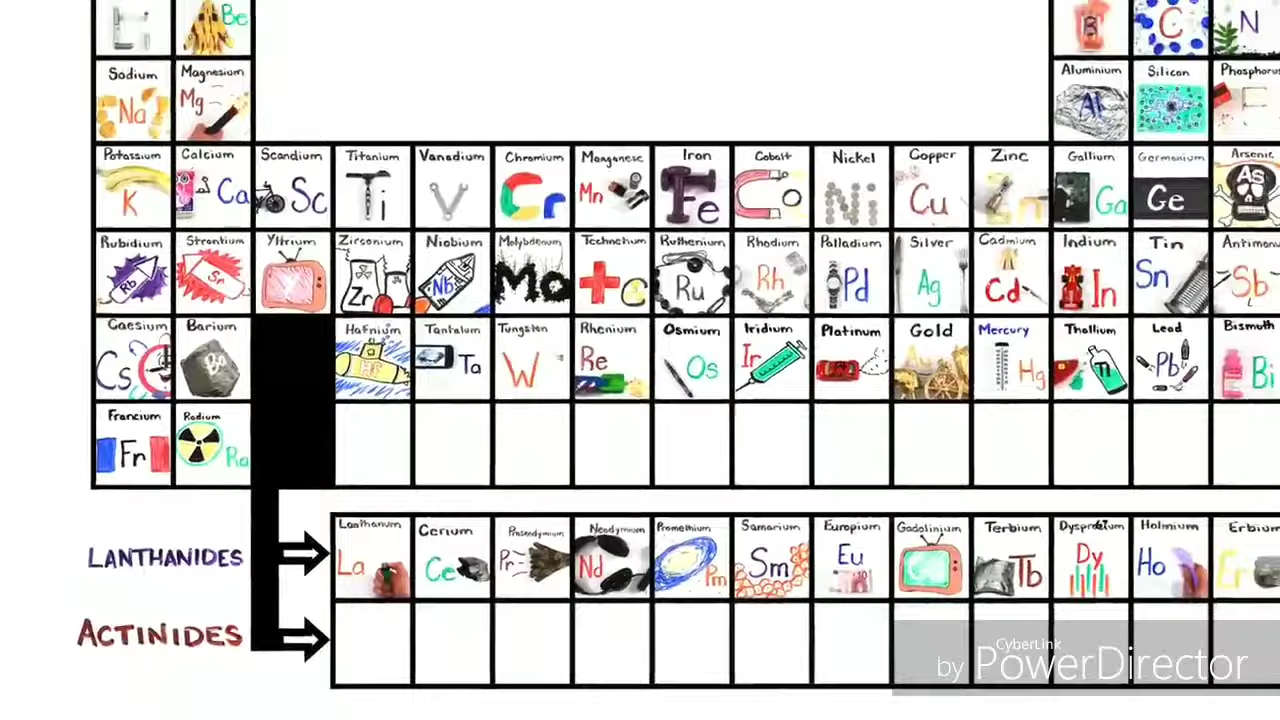 Be B C N
Sodium Magnesium Aluminium Silicon Phosphorus
Na Mg Al
Potassium Calcium Scandium Titanium Vanadium Chromium Manganese Iron Cobalt Nickel Copper Zinc Gallium Germanium Arsenic
K Ca Sc Ti V Cr Mn Fe Co Ni Cu Zn Ga Ge As
Rubidium Strontium Yttrium Zirconium Niobium Molybdenum Technetium Ruthenium Rhodium Palladium Silver Cadmium Indium Tin Antimon
Rb Sr Y Zr Nb Mo Tc Ru Rh Pd Ag Cd In Sn Sb
Caesium Barium Hafnium Tantalum Tungsten Rhenium Osmium Iridium Platinum Gold Mercury Thallium Lead Bismuth
Cs Ba Hf Ta W Re Os Ir Hg Tl Pb Bi
Francium Radium
Fr Ra
Lanthanum Cerium Praseodymium Neodymium Promethium Samarium Europium Gadolinium Terbium Dysprosium Holmium Erbium
LANTHANIDES La Ce Pr Nd Pm Sm Eu Tb Dy Ho Er
10
ACTINIDES
CyberLink
by PowerDirector